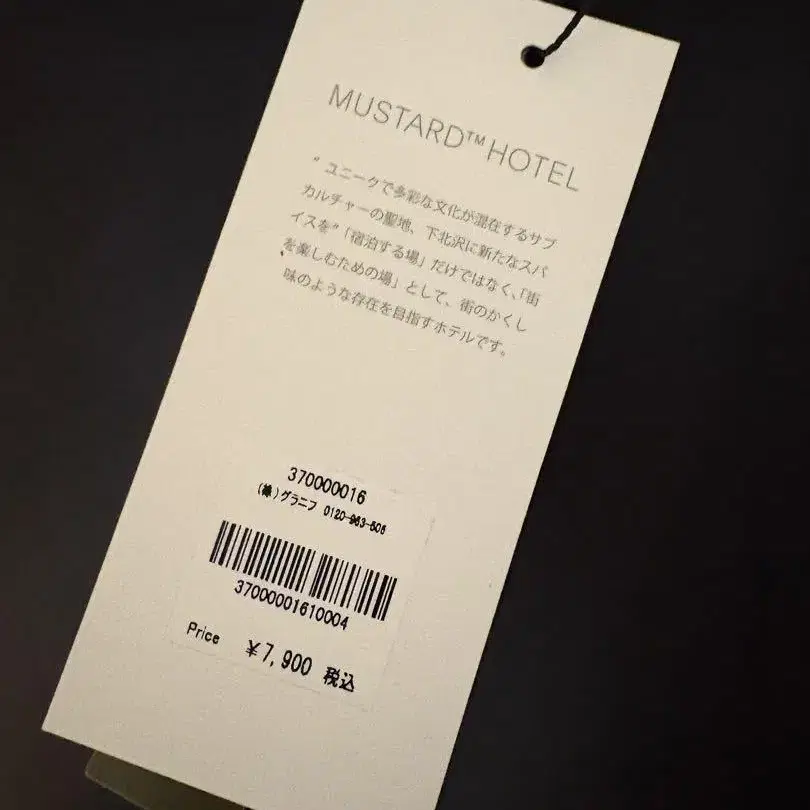 MUSTARD™ HOTEL
"ユニークで多彩な文化が混在するサブ
カルチャーの聖地、下北沢に新たなスパ
イスを"「宿泊する場」だけではなく、「街
を楽しむための場」として、街のかくし
味のような存在を目指すホテルです。
370000016
(株)グラニフ 0120-963-506
37000001610004
Price ￥7,900 税込